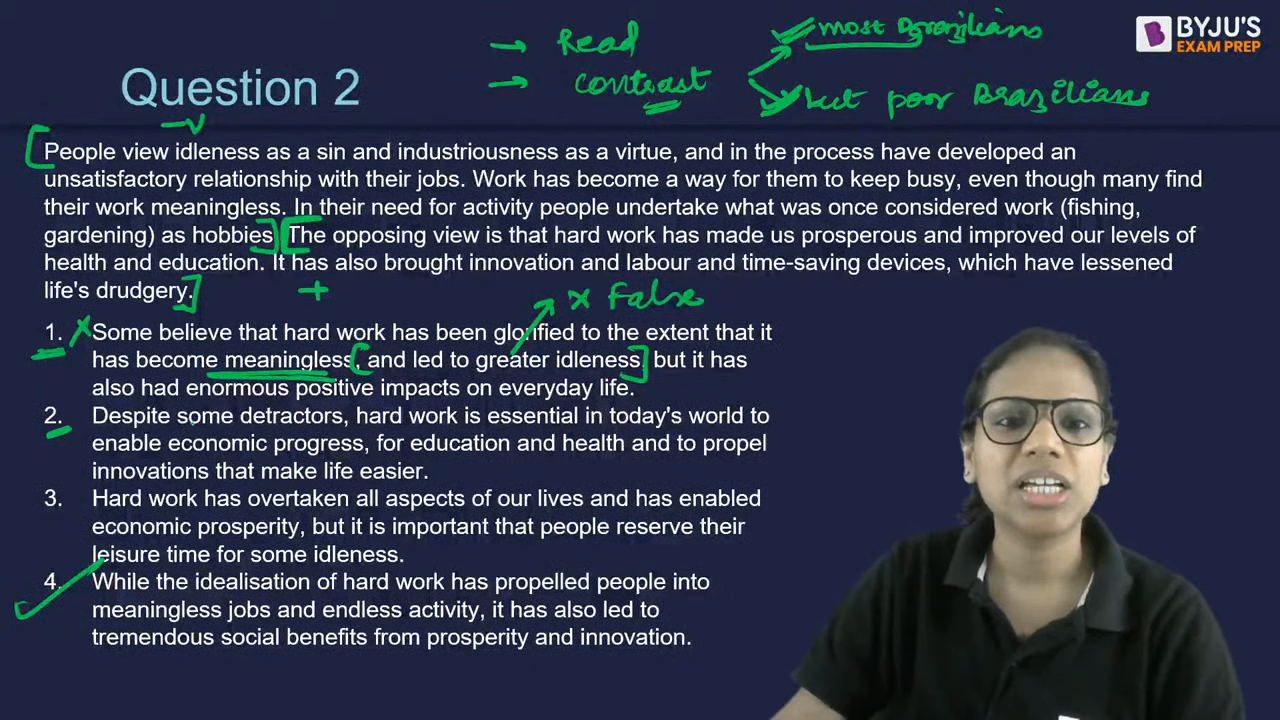 → Read
→ contrast
most Brazilians
but poor Brazilians
BYJU'S
EXAM PREP
Question 2
People view idleness as a sin and industriousness as a virtue, and in the process have developed an
unsatisfactory relationship with their jobs. Work has become a way for them to keep busy, even though many find
their work meaningless. In their need for activity people undertake what was once considered work (fishing,
gardening) as hobbies. The opposing view is that hard work has made us prosperous and improved our levels of
health and education. It has also brought innovation and labour and time-saving devices, which have lessened
life's drudgery.
+
x False
1. Some believe that hard work has been glorified to the extent that it
has become meaningless, and led to greater idleness, but it has
also had enormous positive impacts on everyday life.
2. Despite some detractors, hard work is essential in today's world to
enable economic progress, for education and health and to propel
innovations that make life easier.
3. Hard work has overtaken all aspects of our lives and has enabled
economic prosperity, but it is important that people reserve their
leisure time for some idleness.
4. While the idealisation of hard work has propelled people into
meaningless jobs and endless activity, it has also led to
tremendous social benefits from prosperity and innovation.